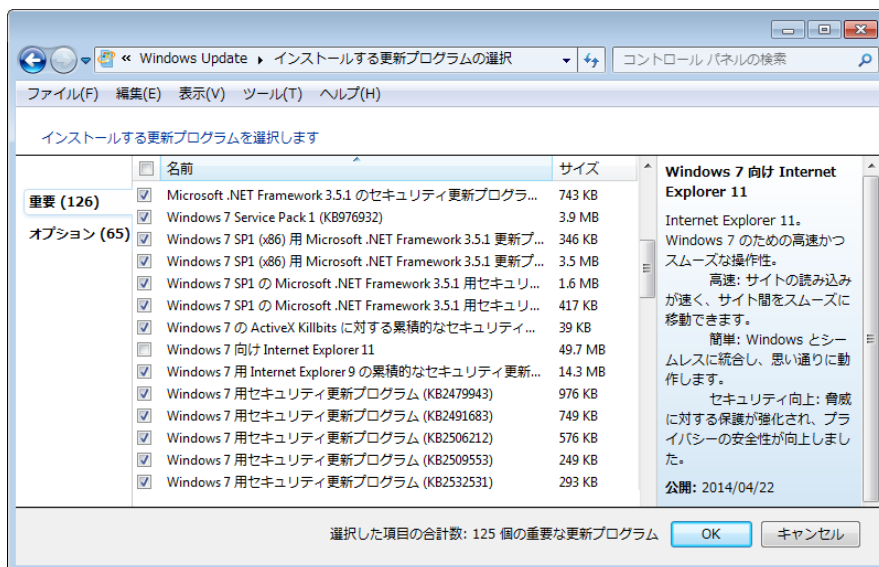 « Windows Update ▸ インストールする更新プログラムの選択
コントロール パネルの検索
ファイル(F) 編集(E) 表示(V) ツール(T) ヘルプ(H)
インストールする更新プログラムを選択します
重要 (126)
オプション (65)
名前 サイズ
Microsoft .NET Framework 3.5.1 のセキュリティ更新プログラ... 743 KB
Windows 7 Service Pack 1 (KB976932) 3.9 MB
Windows 7 SP1 (x86) 用 Microsoft .NET Framework 3.5.1 更新プ... 346 KB
Windows 7 SP1 (x86) 用 Microsoft .NET Framework 3.5.1 更新プ... 3.5 MB
Windows 7 SP1 の Microsoft .NET Framework 3.5.1 用セキュリ... 1.6 MB
Windows 7 SP1 の Microsoft .NET Framework 3.5.1 用セキュリ... 417 KB
Windows 7 の ActiveX Killbits に対する累積的なセキュリティ... 39 KB
Windows 7 向け Internet Explorer 11 49.7 MB
Windows 7 用 Internet Explorer 9 の累積的なセキュリティ更新... 14.3 MB
Windows 7 用セキュリティ更新プログラム (KB2479943) 976 KB
Windows 7 用セキュリティ更新プログラム (KB2491683) 749 KB
Windows 7 用セキュリティ更新プログラム (KB2506212) 576 KB
Windows 7 用セキュリティ更新プログラム (KB2509553) 249 KB
Windows 7 用セキュリティ更新プログラム (KB2532531) 293 KB
Windows 7 向け Internet
Explorer 11
Internet Explorer 11。
Windows 7 のための高速かつ
スムーズな操作性。
高速: サイトの読み込み
が速く、サイト間をスムーズに
移動できます。
簡単: Windows とシー
ムレスに統合し、思い通りに動
作します。
セキュリティ向上: 脅威
に対する保護が強化され、プラ
イバシーの安全性が向上しまし
た。
公開: 2014/04/22
選択した項目の合計数: 125 個の重要な更新プログラム
OK
キャンセル